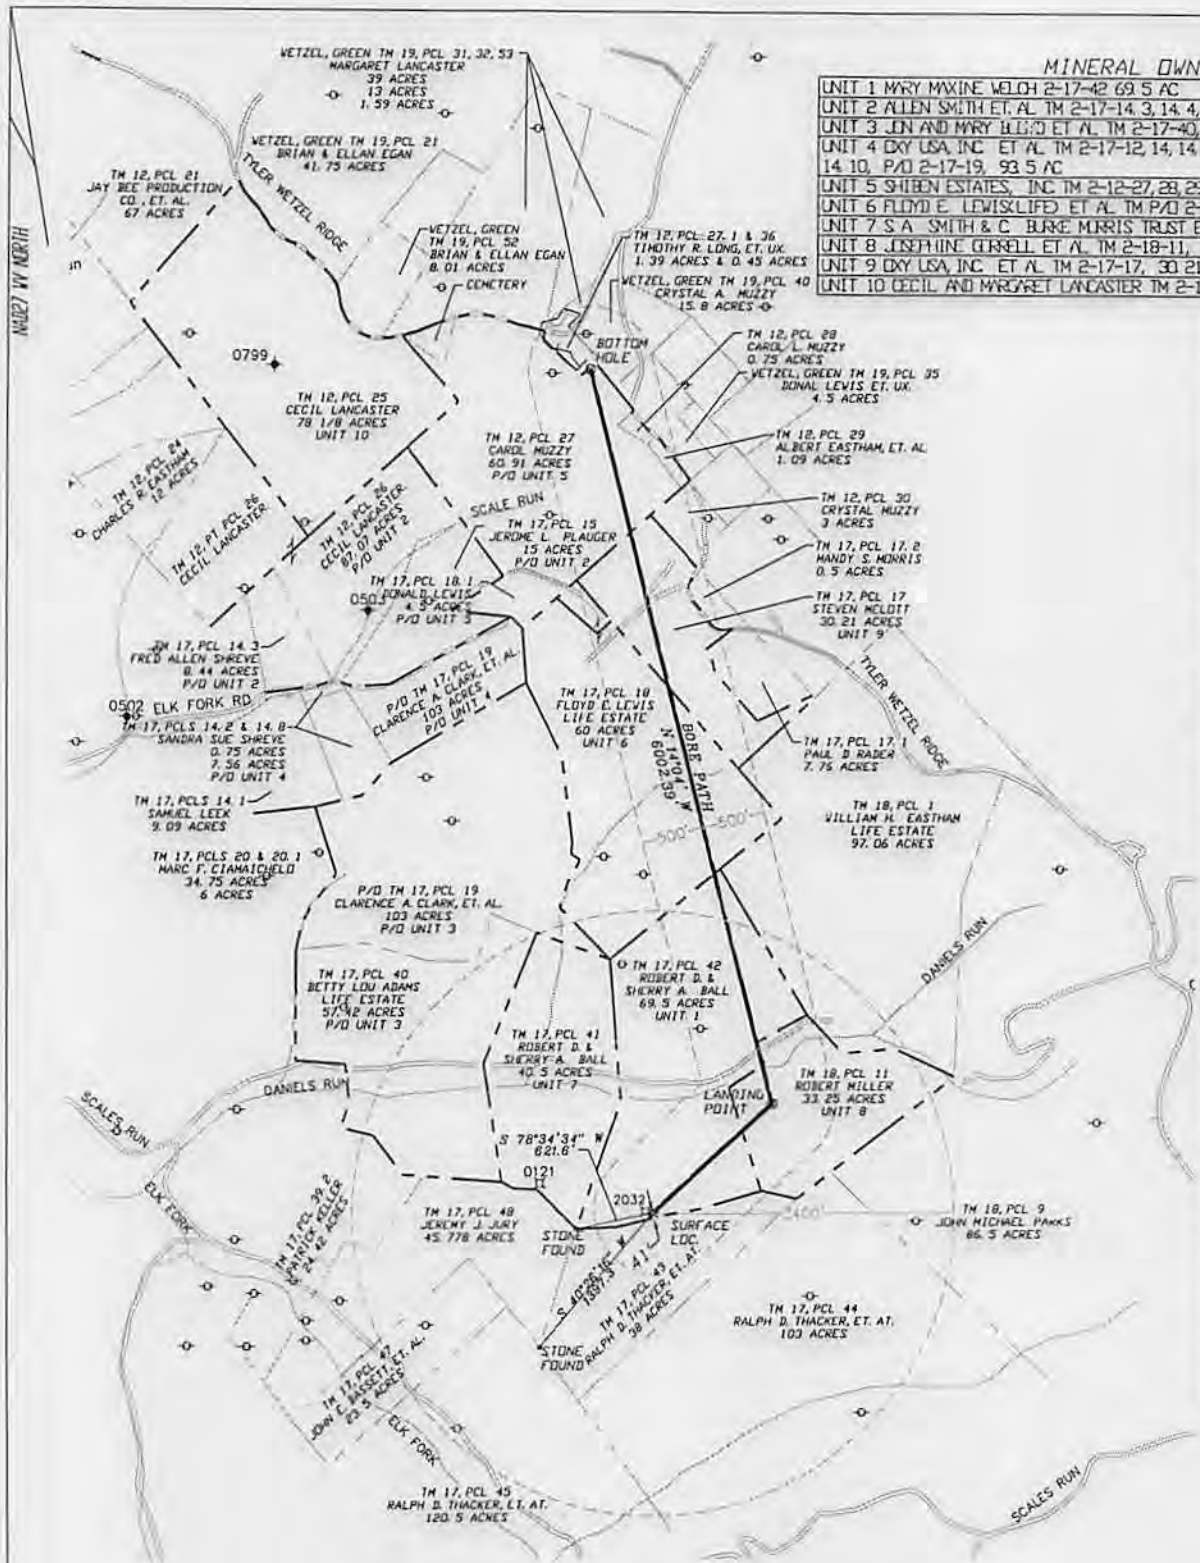 VETZEL, GREEN TM 19, PCL 31, 32, 53
MARGARET LANCASTER
39 ACRES
13 ACRES
1.59 ACRES
MINERAL OWN
UNIT 1 MARY MAXINE WELCH 2-17-42 69.5 AC
UNIT 2 ALLEN SMITH ET. AL TM 2-17-14.3, 14.4,
UNIT 3 JON AND MARY ET AL TM 2-17-40,
UNIT 4 OXY USA, INC ET AL TM 2-17-12, 14, 14.
14.10, P/O 2-17-19, 93.5 AC
UNIT 5 SHIBEN ESTATES, INC TM 2-12-27, 28, 29
UNIT 6 FLOYD E. LEWIS(LIFE) ET AL TM P/O 2-
UNIT 7 S A SMITH & C BURKE MORRIS TRUST E
UNIT 8 JOSEPHINE CORRELL ET AL TM 2-18-11,
UNIT 9 OXY USA, INC ET AL TM 2-17-17, 30.21
UNIT 10 CECIL AND MARGARET LANCASTER TM 2-1
NAD27 WV NORTH
VETZEL, GREEN TM 19, PCL 21
BRIAN & ELLAN EGAN
41.75 ACRES
TM 12, PCL 21
JAY BEE PRODUCTION
CO., ET. AL.
67 ACRES
TYLER WETZEL RIDGE
VETZEL, GREEN
TM 19, PCL 52
BRIAN & ELLAN EGAN
8.01 ACRES
CEMETERY
TM 12, PCL 27.1 & 36
TIMOTHY R. LONG, ET. UX.
1.39 ACRES & 0.45 ACRES
VETZEL, GREEN TM 19, PCL 40
CRYSTAL A. MUZZY
15.8 ACRES
BOTTOM
HOLE
TM 12, PCL 28
CAROL L. MUZZY
0.75 ACRES
VETZEL, GREEN TM 19, PCL 35
DONAL LEWIS ET. UX.
4.5 ACRES
0799
TM 12, PCL 25
CECIL LANCASTER
78 1/8 ACRES
UNIT 10
TM 12, PCL 27
CAROL MUZZY
60.91 ACRES
P/O UNIT 5
TM 12, PCL 29
ALBERT EASTHAM, ET. AL.
1.09 ACRES
TM 12, PCL 24
CHARLES R. EASTHAM
12 ACRES
TM 12, PT. PCL 26
CECIL LANCASTER
TM 12, PCL 26
CECIL LANCASTER
87.07 ACRES
P/O UNIT 2
SCALE RUN
TM 12, PCL 30
CRYSTAL MUZZY
3 ACRES
TM 17, PCL 15
JEROME L. PLAUGER
15 ACRES
P/O UNIT 2
TM 17, PCL 17.2
MANDY S. MORRIS
0.5 ACRES
TM 17, PCL 18.1
DONALD LEWIS
4.5 ACRES
P/O UNIT 3
0503
TM 17, PCL 17
STEVEN MCLOTT
30.21 ACRES
UNIT 9
TM 17, PCL 14.3
FRED ALLEN SHREVE
8.44 ACRES
P/O UNIT 2
P/O TM 17, PCL 19
CLARENCE A. CLARK, ET. AL.
103 ACRES
P/O UNIT 4
TYLER WETZEL RIDGE
0502 ELK FORK RD
TM 17, PCL 18
FLOYD E. LEWIS
LIFE ESTATE
60 ACRES
UNIT 6
BORE PATH
N 14°04' W
6002.39'
TM 17, PCLS 14.2 & 14.8
SANDRA SUE SHREVE
0.75 ACRES
7.56 ACRES
P/O UNIT 4
TM 17, PCL 17.1
PAUL D RADER
7.76 ACRES
TM 17, PCLS 14.1
SAMUEL LEEK
9.09 ACRES
TM 18, PCL 1
WILLIAM H. EASTHAM
LIFE ESTATE
97.06 ACRES
500' 500'
TM 17, PCLS 20 & 20.1
MARC F. CIAMAICHELO
34.75 ACRES
6 ACRES
P/O TM 17, PCL 19
CLARENCE A. CLARK, ET. AL.
103 ACRES
P/O UNIT 3
DANIELS RUN
TM 17, PCL 40
BETTY LOU ADAMS
LIFE ESTATE
57.42 ACRES
P/O UNIT 3
TM 17, PCL 42
ROBERT D. &
SHERRY A. BALL
69.5 ACRES
UNIT 1
TM 17, PCL 41
ROBERT D. &
SHERRY A. BALL
40.5 ACRES
UNIT 7
DANIELS RUN
LANDING
POINT
TM 18, PCL 11
ROBERT MILLER
33.25 ACRES
UNIT 8
SCALES RUN
S 78°34'34" W
621.6'
0121
ELK FORK
TM 17, PCL 39.2
PATRICK KELLER
24.42 ACRES
TM 17, PCL 48
JEREMY J. JURY
45.778 ACRES
2032
STONE
FOUND
SURFACE
LOC.
2400'
TM 18, PCL 9
JOHN MICHAEL PARKS
86.5 ACRES
S 40°26'16" W
1397.3'
41
TM 17, PCL 43
RALPH D. THACKER, ET. AT.
38 ACRES
TM 17, PCL 44
RALPH D. THACKER, ET. AT.
103 ACRES
STONE
FOUND
TM 17, PCL 47
JOHN E. BASSETT, ET. AL.
23.5 ACRES
ELK FORK
TM 17, PCL 45
RALPH D. THACKER, ET. AT.
120.5 ACRES
SCALES RUN